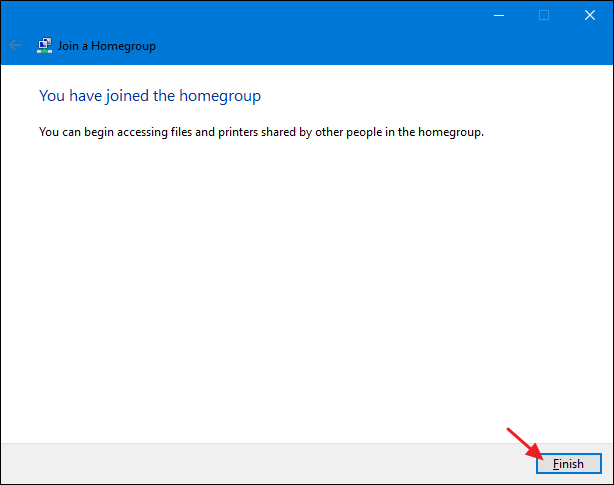 Join a Homegroup
You have joined the homegroup
You can begin accessing files and printers shared by other people in the homegroup.
Finish